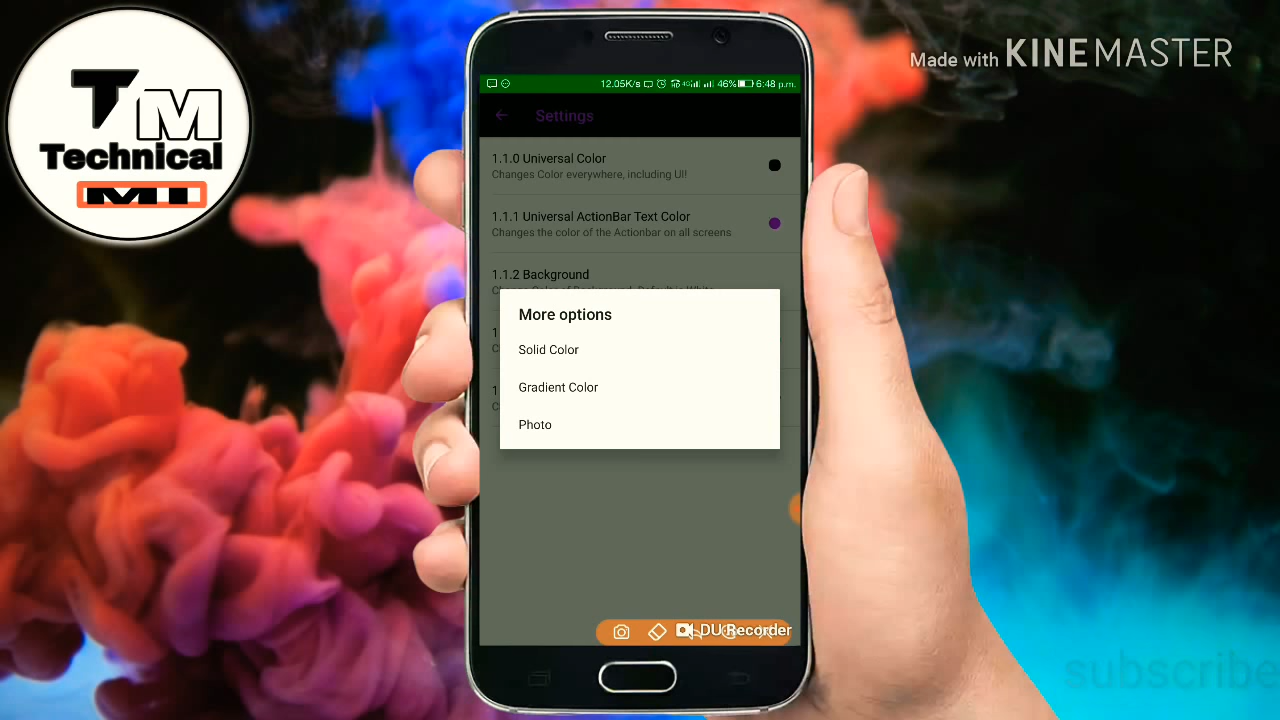 TM
Technical
MI
Made with KINEMASTER
12.05K/s 46% 6:48 p.m.
Settings
1.1.0 Universal Color
Changes Color everywhere, including UI!
1.1.1 Universal ActionBar Text Color
Changes the color of the Actionbar on all screens
1.1.2 Background
More options
Solid Color
Gradient Color
Photo
DU Recorder
subscribe